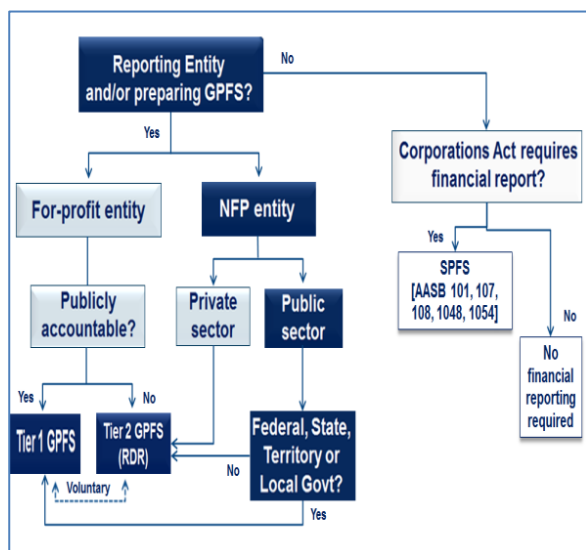 Reporting Entity
and/or preparing GPFS?
No
Yes
Corporations Act requires
financial report?
For-profit entity
NFP entity
Yes
SPFS
[AASB 101, 107,
108, 1048, 1054]
No
No
financial
reporting
required
Publicly
accountable?
Private
sector
Public
sector
Yes
No
Tier 1 GPFS
Tier 2 GPFS
(RDR)
Federal, State,
Territory or
Local Govt?
No
Voluntary
Yes